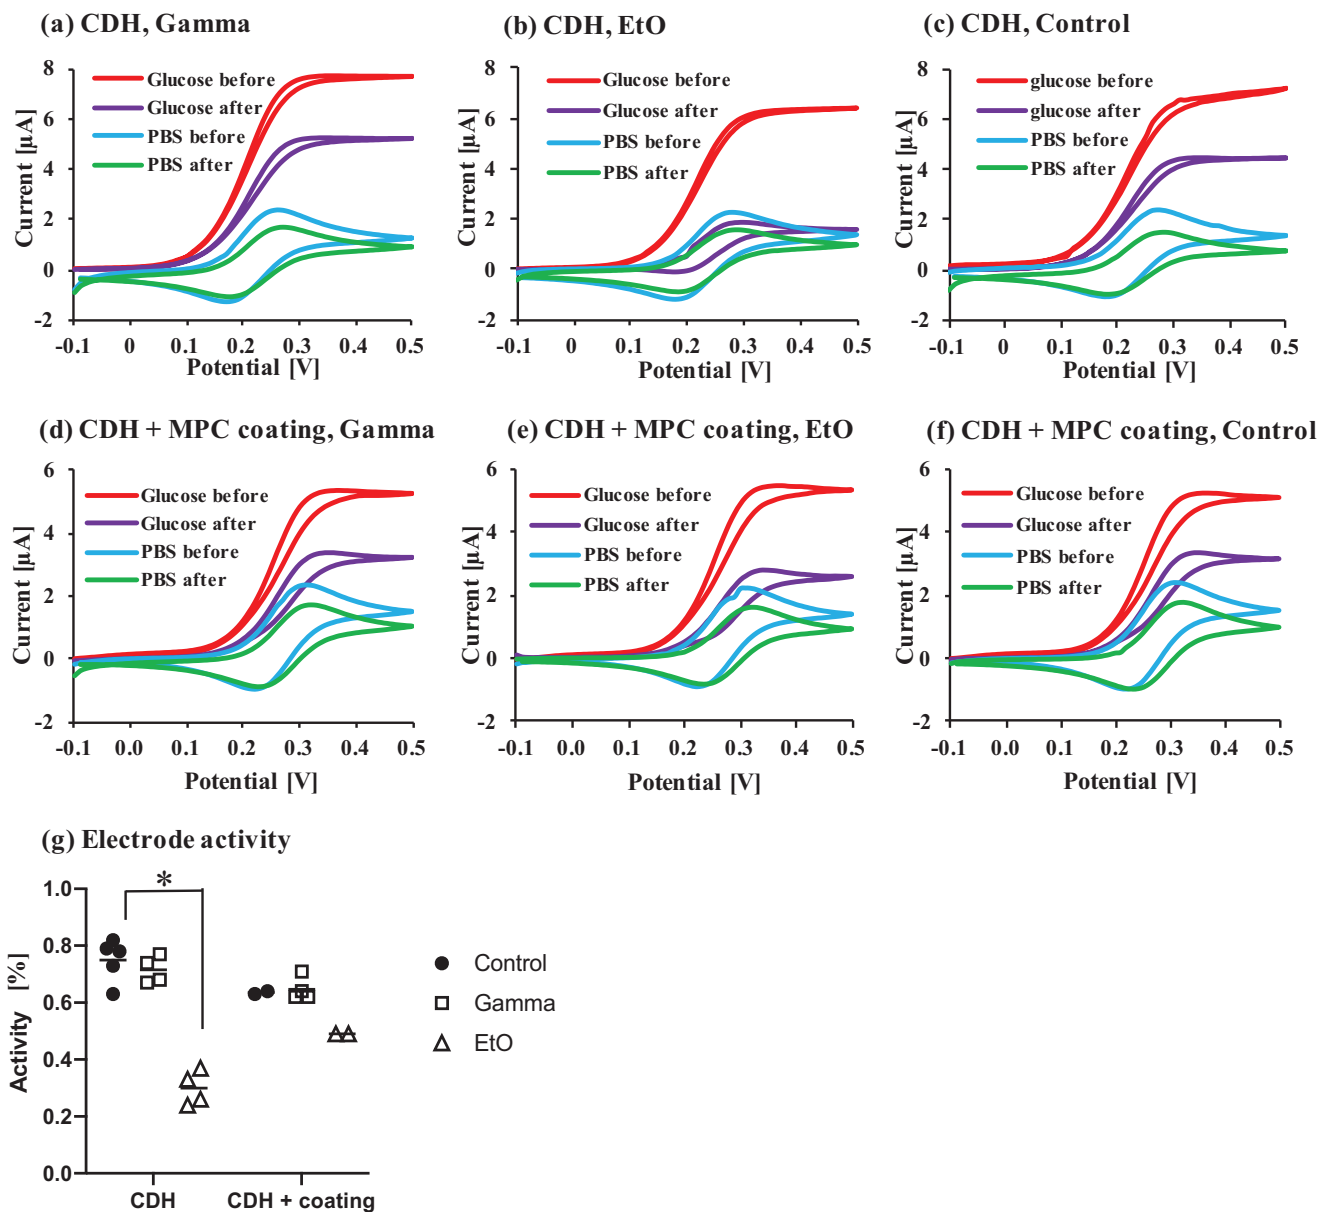 (a) CDH, Gamma
(b) CDH, EtO
(c) CDH, Control
8
6
4
2
0
-2
Current [µA]
Glucose before
Glucose after
PBS before
PBS after
-0.1 0 0.1 0.2 0.3 0.4 0.5
Potential [V]
8
6
4
2
0
-2
Current [µA]
Glucose before
Glucose after
PBS before
PBS after
-0.1 0 0.1 0.2 0.3 0.4 0.5
Potential [V]
8
6
4
2
0
-2
Current [µA]
glucose before
glucose after
PBS before
PBS after
-0.1 0 0.1 0.2 0.3 0.4 0.5
Potential [V]
(d) CDH + MPC coating, Gamma
(e) CDH + MPC coating, EtO
(f) CDH + MPC coating, Control
6
4
2
0
-2
Current [µA]
Glucose before
Glucose after
PBS before
PBS after
-0.1 0.0 0.1 0.2 0.3 0.4 0.5
Potential [V]
6
4
2
0
-2
Current [µA]
Glucose before
Glucose after
PBS before
PBS after
-0.1 0.0 0.1 0.2 0.3 0.4 0.5
Potential [V]
6
4
2
0
-2
Current [µA]
Glucose before
Glucose after
PBS before
PBS after
-0.1 0.0 0.1 0.2 0.3 0.4 0.5
Potential [V]
(g) Electrode activity
1.0
0.8
0.6
0.4
0.2
0.0
Activity [%]
*
Control
Gamma
EtO
CDH
CDH + coating